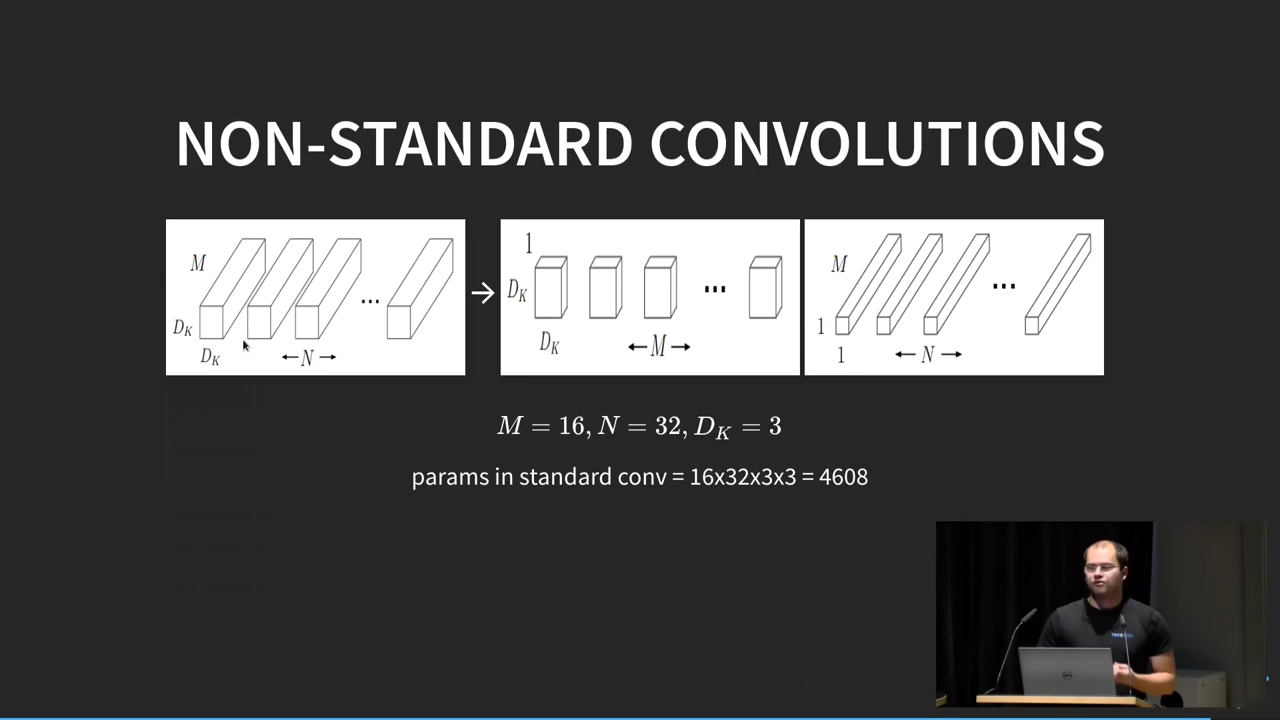 NON-STANDARD CONVOLUTIONS
M
D_K
D_K
← N →
...
→
1
D_K
D_K
← M →
...
M
1
1
← N →
...
M = 16, N = 32, D_K = 3
params in standard conv = 16x32x3x3 = 4608